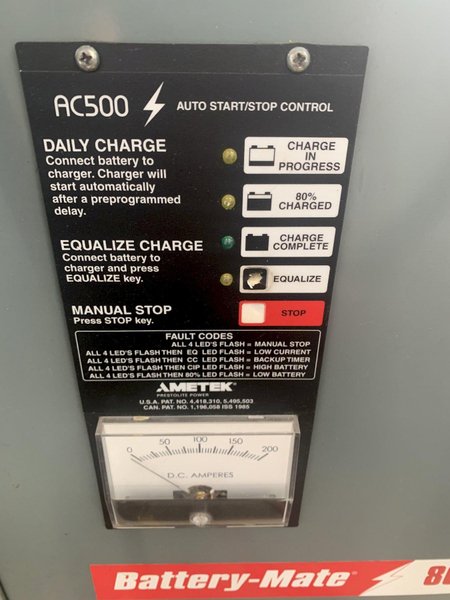 AC500 AUTO START/STOP CONTROL
DAILY CHARGE
Connect battery to
charger. Charger will
start automatically
after a preprogrammed
delay.
CHARGE
IN
PROGRESS
80%
CHARGED
EQUALIZE CHARGE
Connect battery to
charger and press
EQUALIZE key.
CHARGE
COMPLETE
EQUALIZE
MANUAL STOP
Press STOP key.
STOP
FAULT CODES
ALL 4 LED'S FLASH = MANUAL STOP
ALL 4 LED'S FLASH THEN EQ LED FLASH = LOW CURRENT
ALL 4 LED'S FLASH THEN CC LED FLASH = BACKUP TIMER
ALL 4 LED'S FLASH THEN CIP LED FLASH = HIGH BATTERY
ALL 4 LED'S FLASH THEN 80% LED FLASH = LOW BATTERY
AMETEK
PRESTOLITE POWER
U.S.A. PAT. NO. 4,418,310, 5,495,503
CAN. PAT. NO. 1,196,058 ISS 1985
0 50 100 150 200
D.C. AMPERES
Battery-Mate